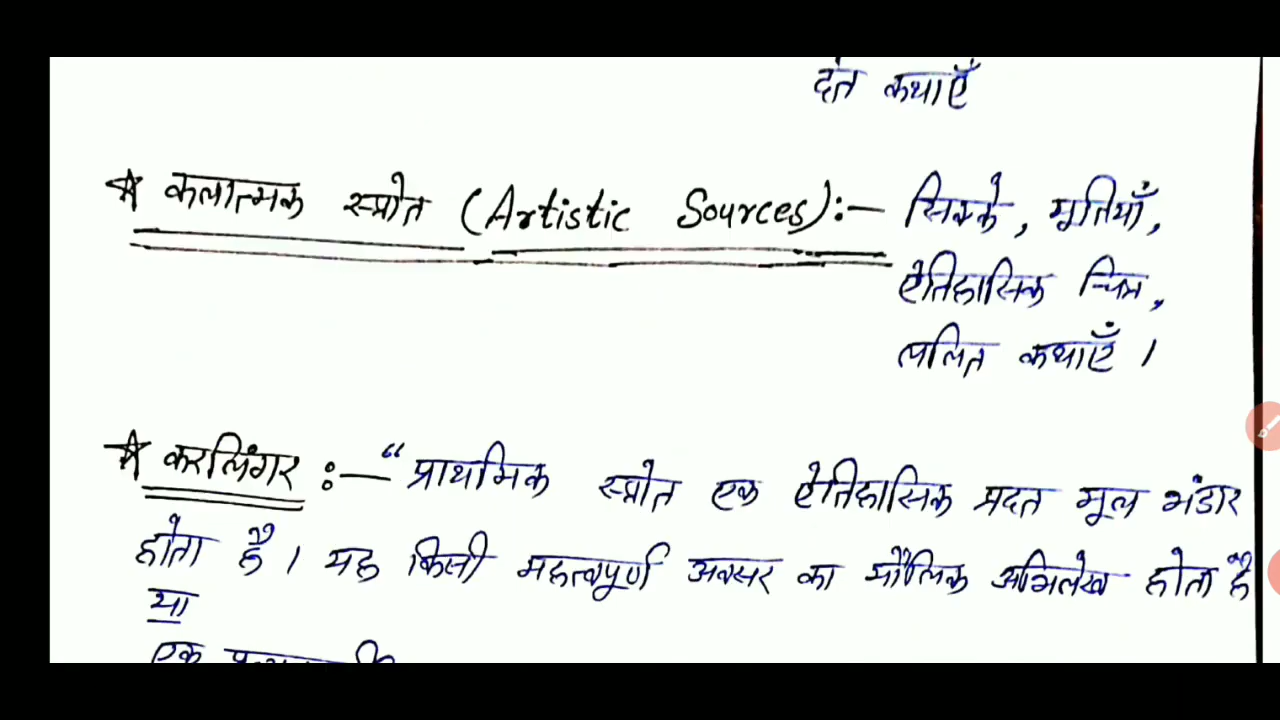 दंत कथाएँ
☆ कलात्मक स्त्रोत (Artistic Sources):— सिक्के, मूर्तियाँ,
ऐतिहासिक चित्र,
ललित कथाएँ ।
☆ करलिंगर :— “प्राथमिक स्त्रोत एक ऐतिहासिक प्रदत मूल भंडार
होता है । यह किसी महत्वपूर्ण अवसर का मौलिक अभिलेख होता है
या
एक